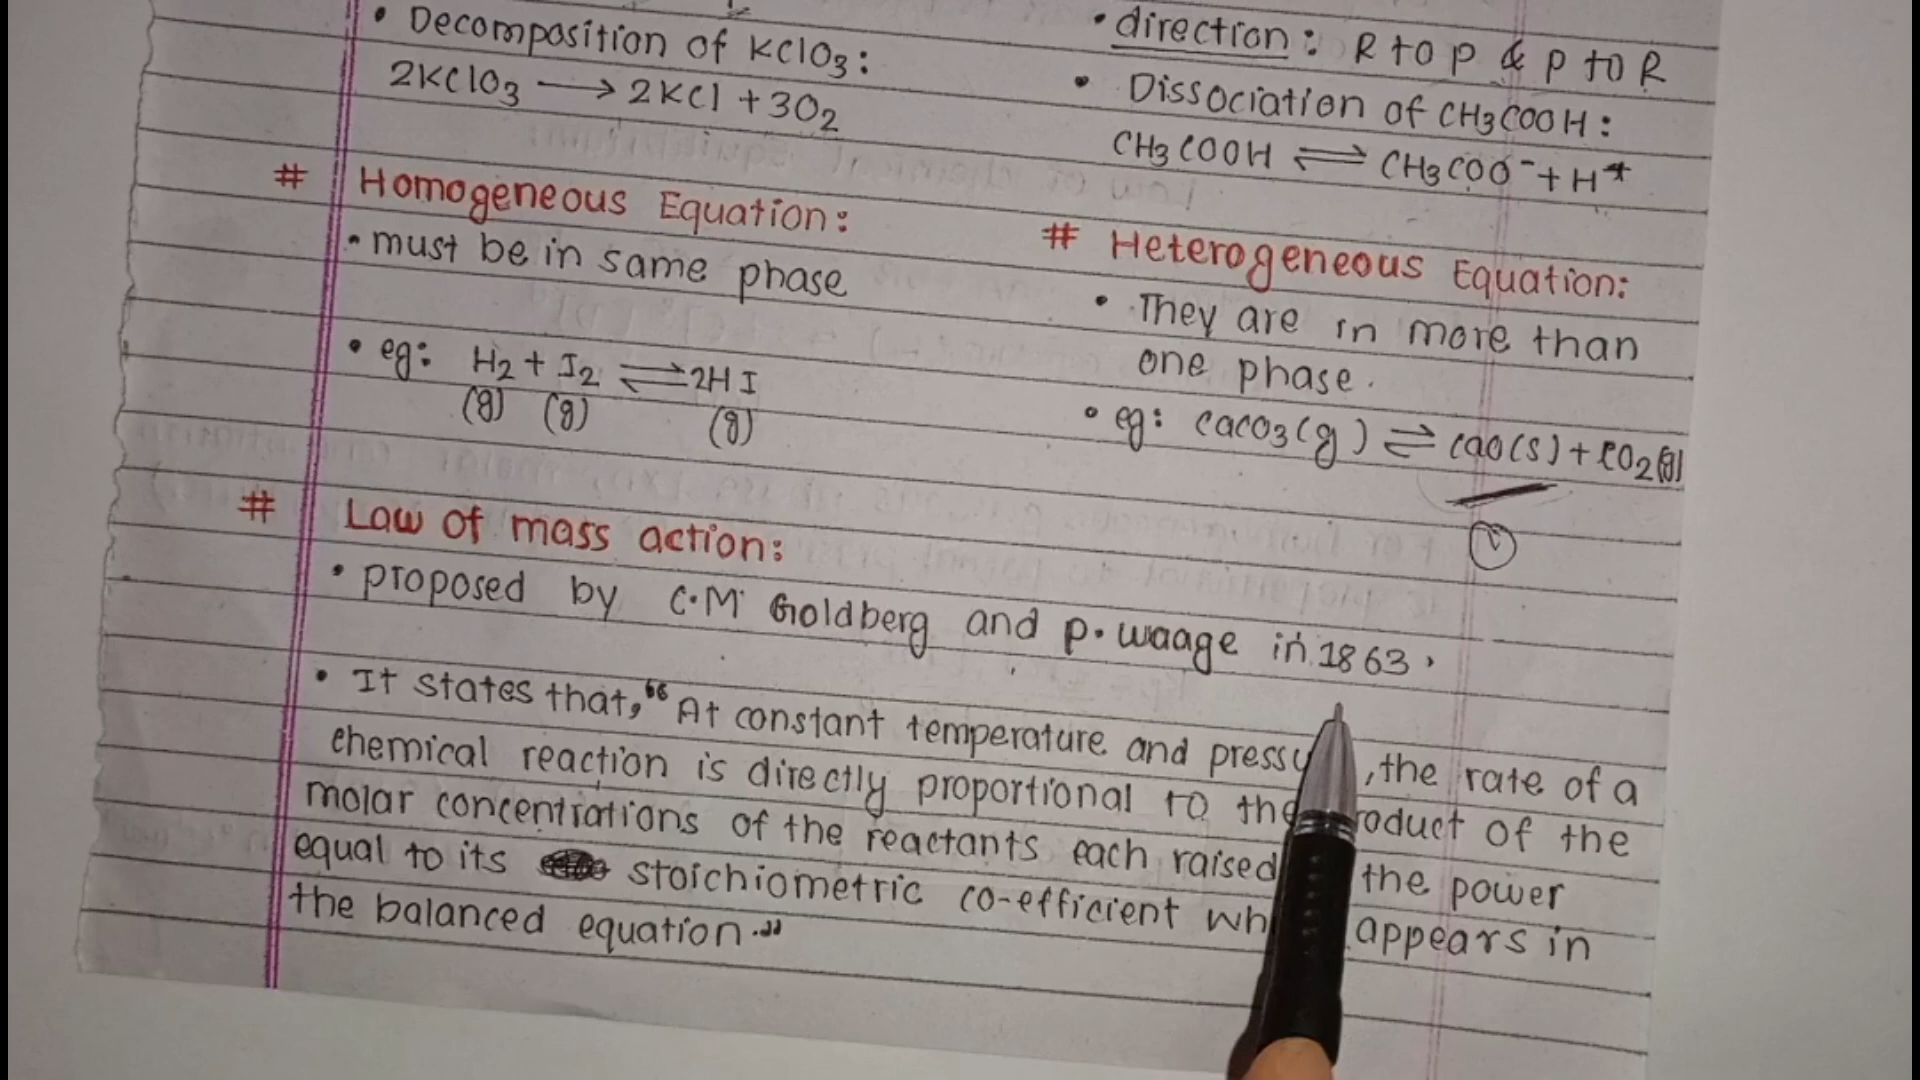 • Decomposition of KClO3:
2KClO3 ⟶ 2KCl + 3O2
• direction: R to P & P to R
• Dissociation of CH3COOH:
CH3COOH ⇌ CH3COO⁻ + H⁺
# Homogeneous Equation:
• must be in same phase
• eg: H2 + I2 ⇌ 2HI
(g) (g) (g)
# Heterogeneous Equation:
• They are in more than
one phase.
• eg: CaCO3(g) ⇌ CaO(s) + CO2(g)
# Law of mass action:
• proposed by C.M Goldberg and P. waage in 1863.
• It states that, "At constant temperature and , the rate of a
chemical reaction is directly proportional to the of the
molar concentrations of the reactants each raised the power
equal to its stoichiometric co-efficient appears in
the balanced equation."